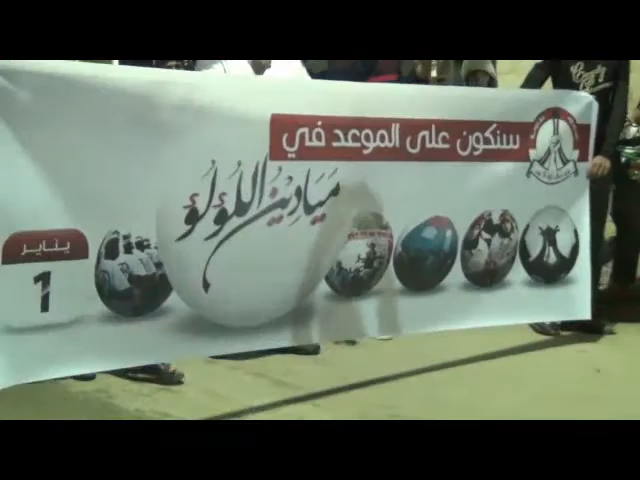 سنكون على الموعد في
ميادين اللؤلؤ
يناير
1